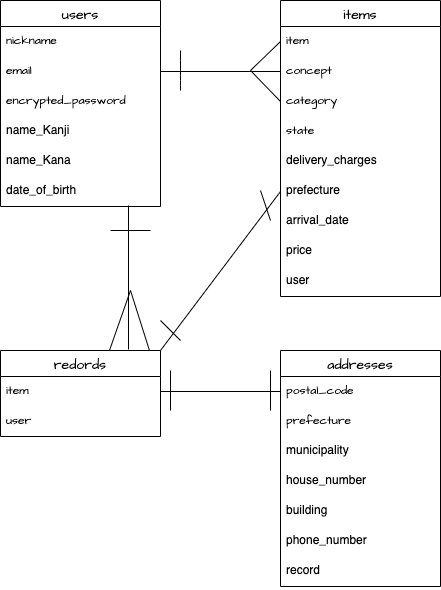 users
nickname
email
encrypted_password
name_Kanji
name_Kana
date_of_birth
items
item
concept
category
state
delivery_charges
prefecture
arrival_date
price
user
redords
item
user
addresses
postal_code
prefecture
municipality
house_number
building
phone_number
record